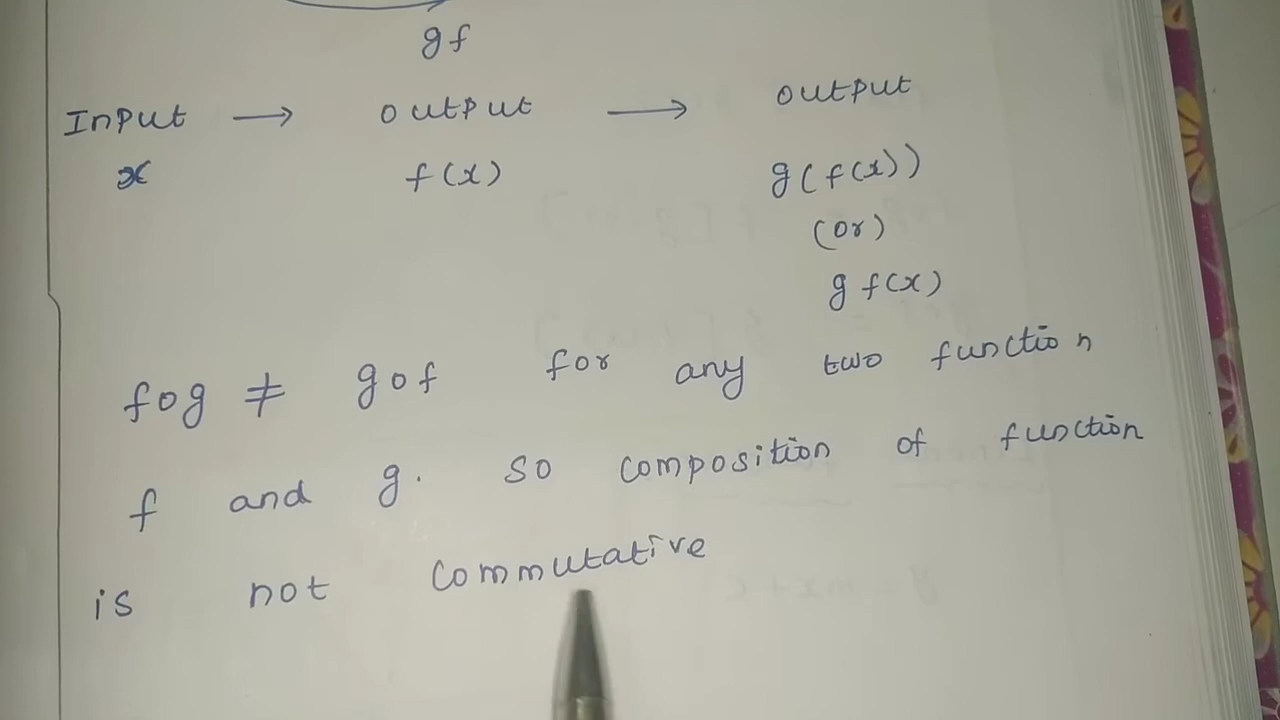 gf
Input → output → output
x f(x) g(f(x))
(or)
g f(x)
fog ≠ gof for any two function
f and g. so composition of function
is not commutative